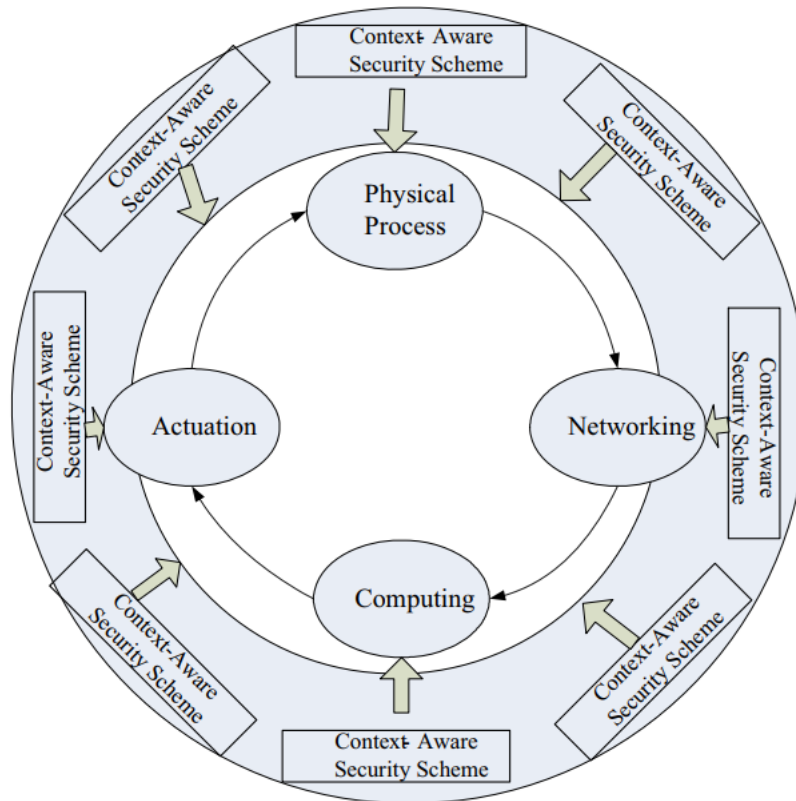 Context- Aware
Security Scheme
Context-Aware
Security Scheme
Context-Aware
Security Scheme
Physical
Process
Context-Aware
Security Scheme
Actuation
Networking
Context-Aware
Security Scheme
Computing
Context-Aware
Security Scheme
Context-Aware
Security Scheme
Context- Aware
Security Scheme